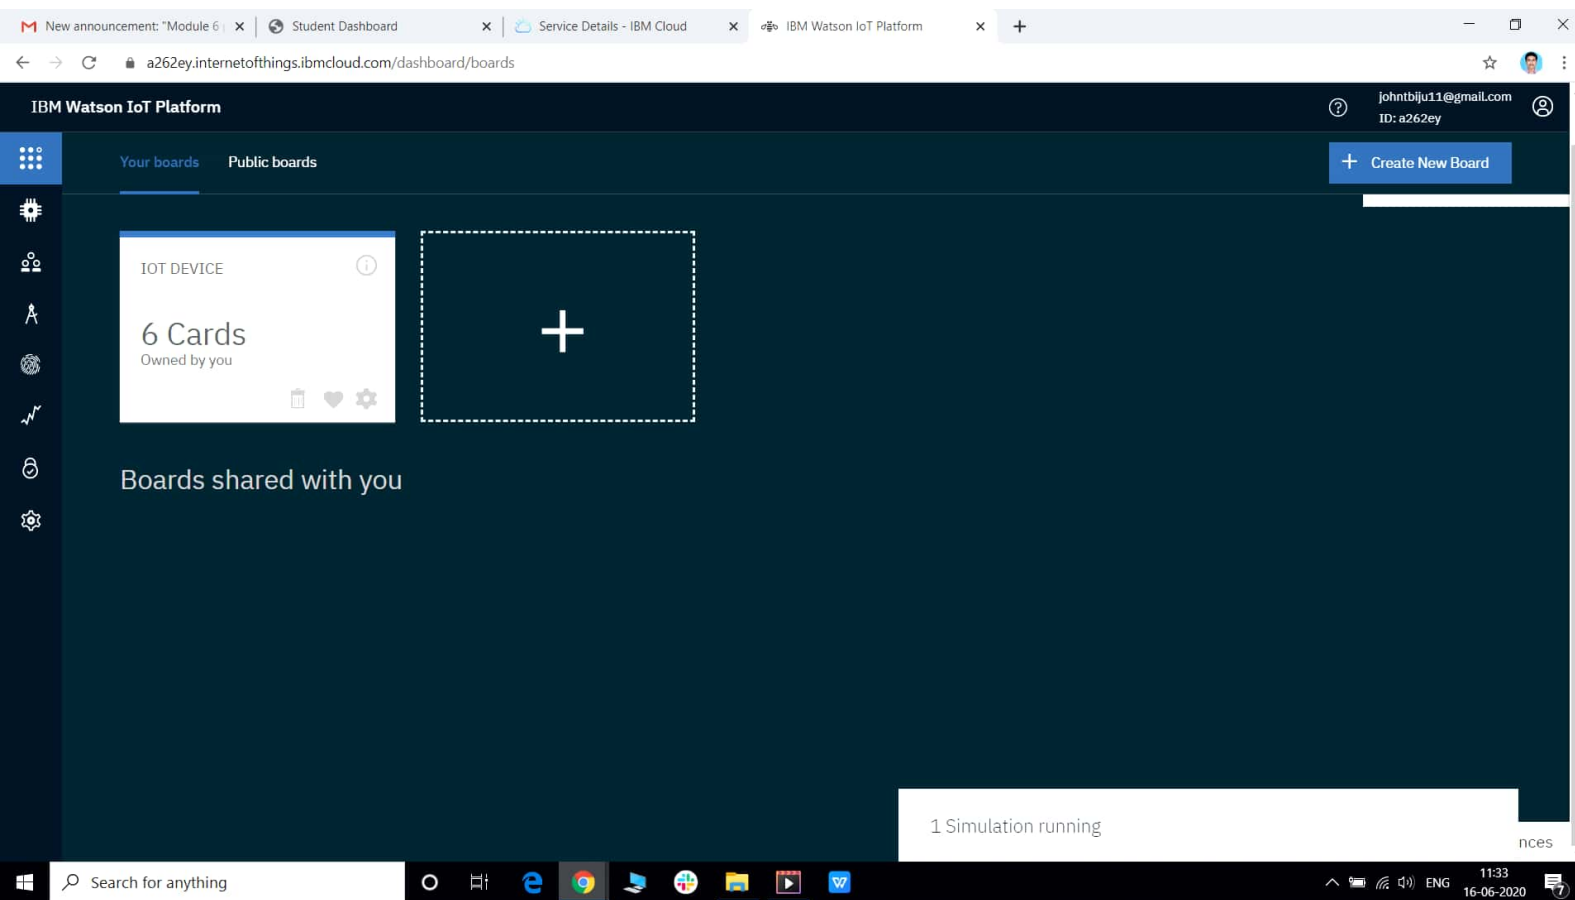 New announcement: "Module 6
Student Dashboard
Service Details - IBM Cloud
IBM Watson IoT Platform
a262ey.internetofthings.ibmcloud.com/dashboard/boards
IBM Watson IoT Platform
johntbiju11@gmail.com
ID: a262ey
Your boards
Public boards
Create New Board
IOT DEVICE
6 Cards
Owned by you
Boards shared with you
1 Simulation running
nces
Search for anything
ENG
11:33
16-06-2020
7